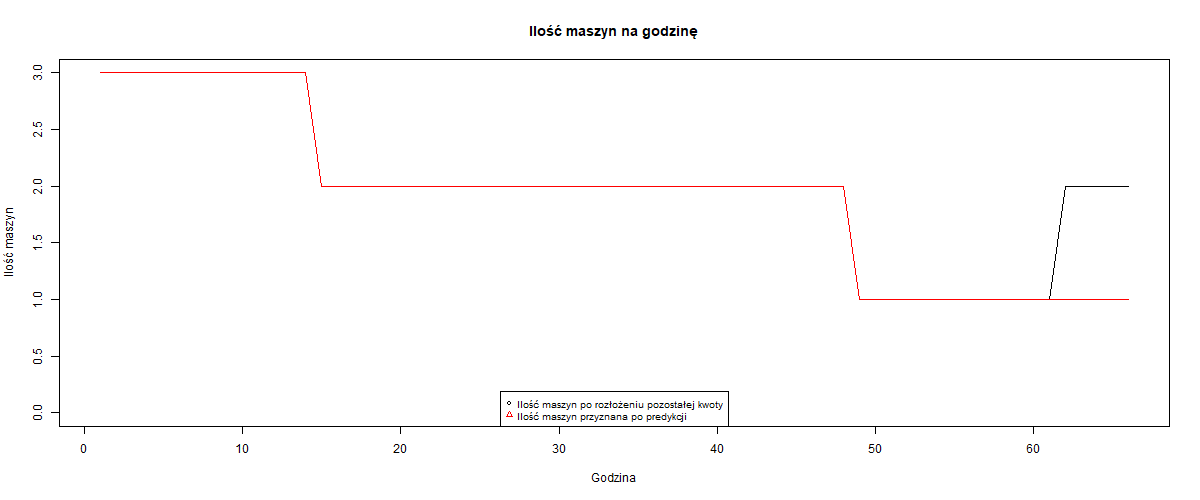 Ilość maszyn na godzinę
3.0
2.5
2.0
1.5
1.0
0.5
0.0
Ilość maszyn
Ilość maszyn po rozłożeniu pozostałej kwoty
Ilość maszyn przyznana po predykcji
0 10 20 30 40 50 60
Godzina